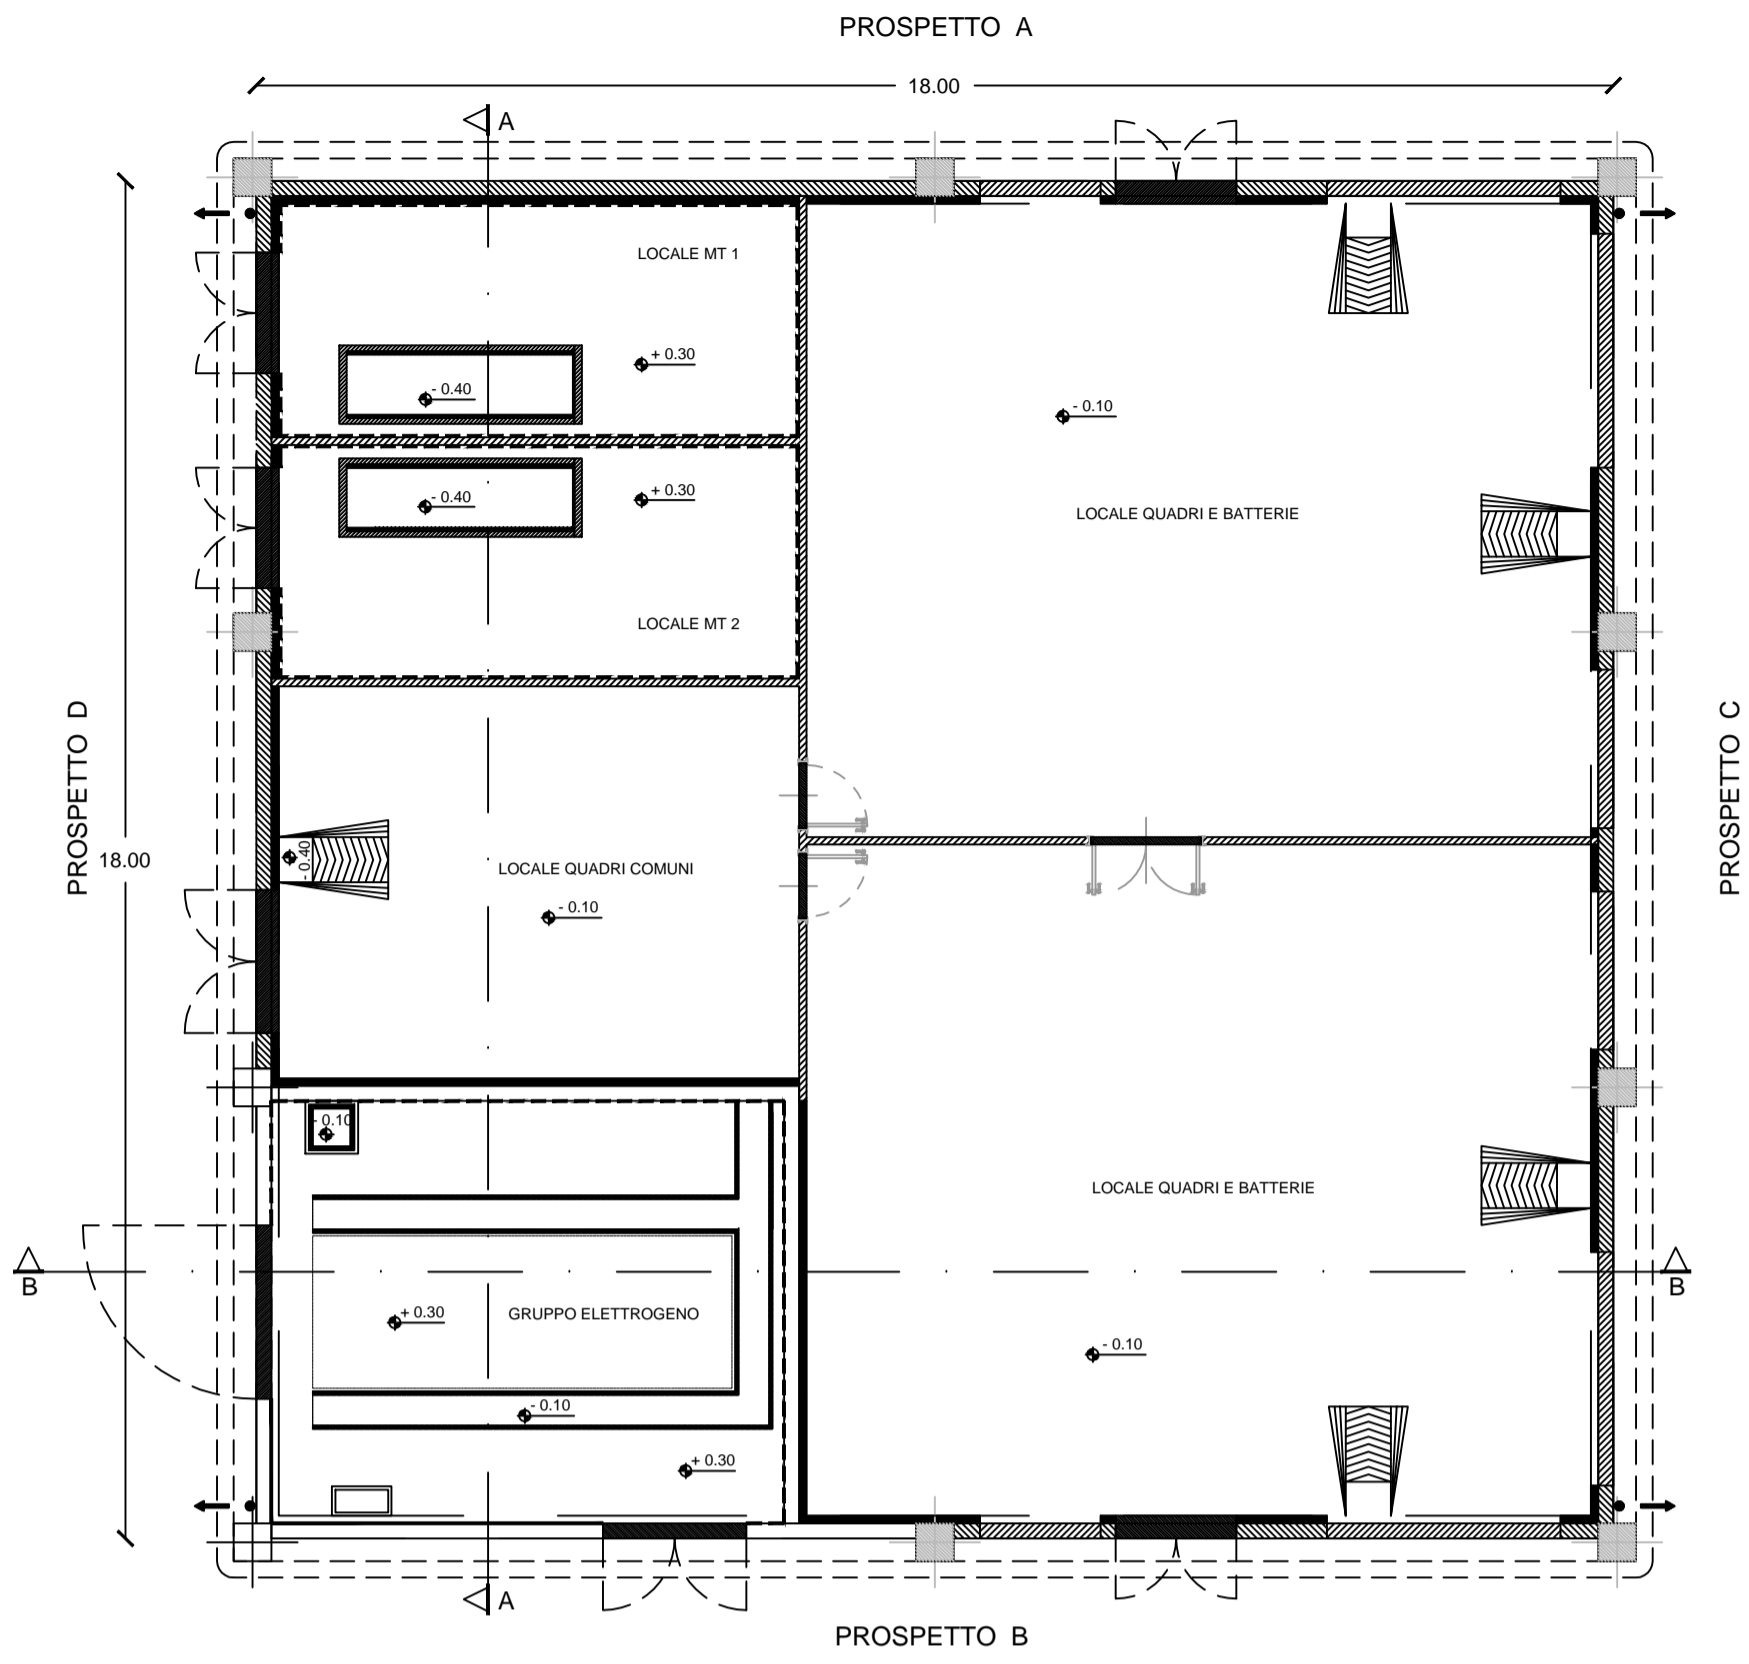 PROSPETTO A
18.00
A
LOCALE MT 1
+ 0.30
- 0.40
- 0.10
- 0.40
+ 0.30
LOCALE QUADRI E BATTERIE
LOCALE MT 2
PROSPETTO D
18.00
PROSPETTO C
- 0.40
LOCALE QUADRI COMUNI
- 0.10
- 0.10
LOCALE QUADRI E BATTERIE
B
B
+ 0.30
GRUPPO ELETTROGENO
- 0.10
- 0.10
+ 0.30
A
PROSPETTO B